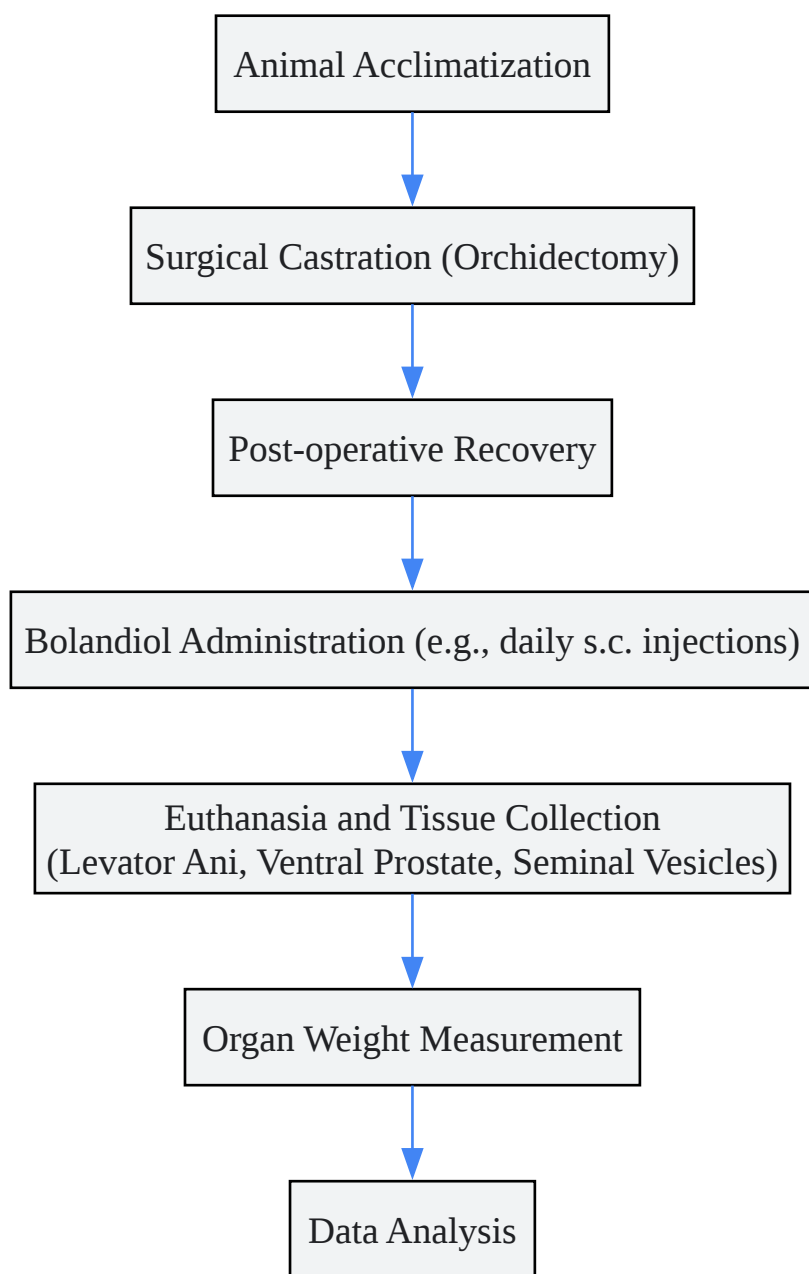 Animal Acclimatization
Surgical Castration (Orchidectomy)
Post-operative Recovery
Bolandiol Administration (e.g., daily s.c. injections)
Euthanasia and Tissue Collection
(Levator Ani, Ventral Prostate, Seminal Vesicles)
Organ Weight Measurement
Data Analysis